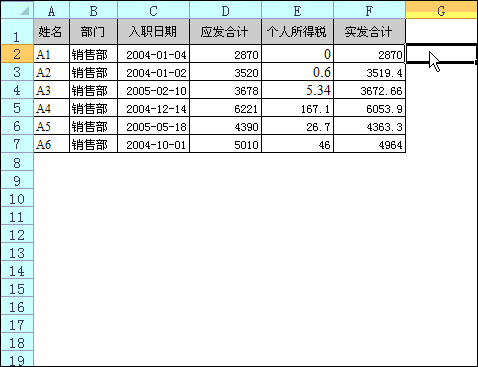 A B C D E F G
1 姓名 部门 入职日期 应发合计 个人所得税 实发合计
2 A1 销售部 2004-01-04 2870 0 2870
3 A2 销售部 2004-01-02 3520 0.6 3519.4
4 A3 销售部 2005-02-10 3678 5.34 3672.66
5 A4 销售部 2004-12-14 6221 167.1 6053.9
6 A5 销售部 2005-05-18 4390 26.7 4363.3
7 A6 销售部 2004-10-01 5010 46 4964
8
9
10
11
12
13
14
15
16
17
18
19